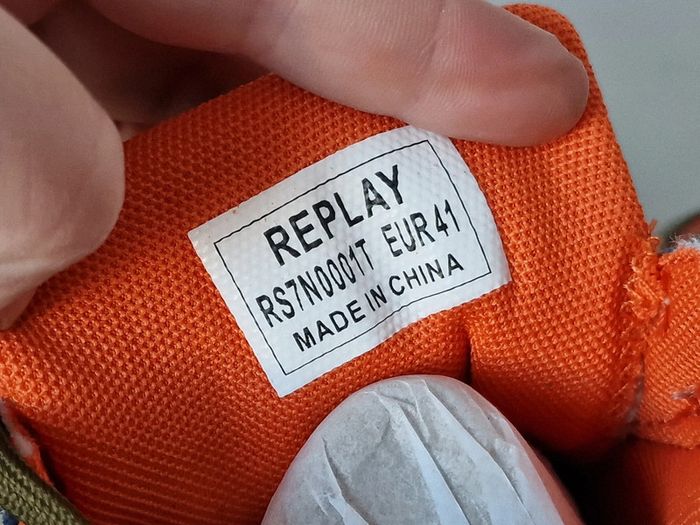 REPLAY
RS7N0001T EUR41
MADE IN CHINA